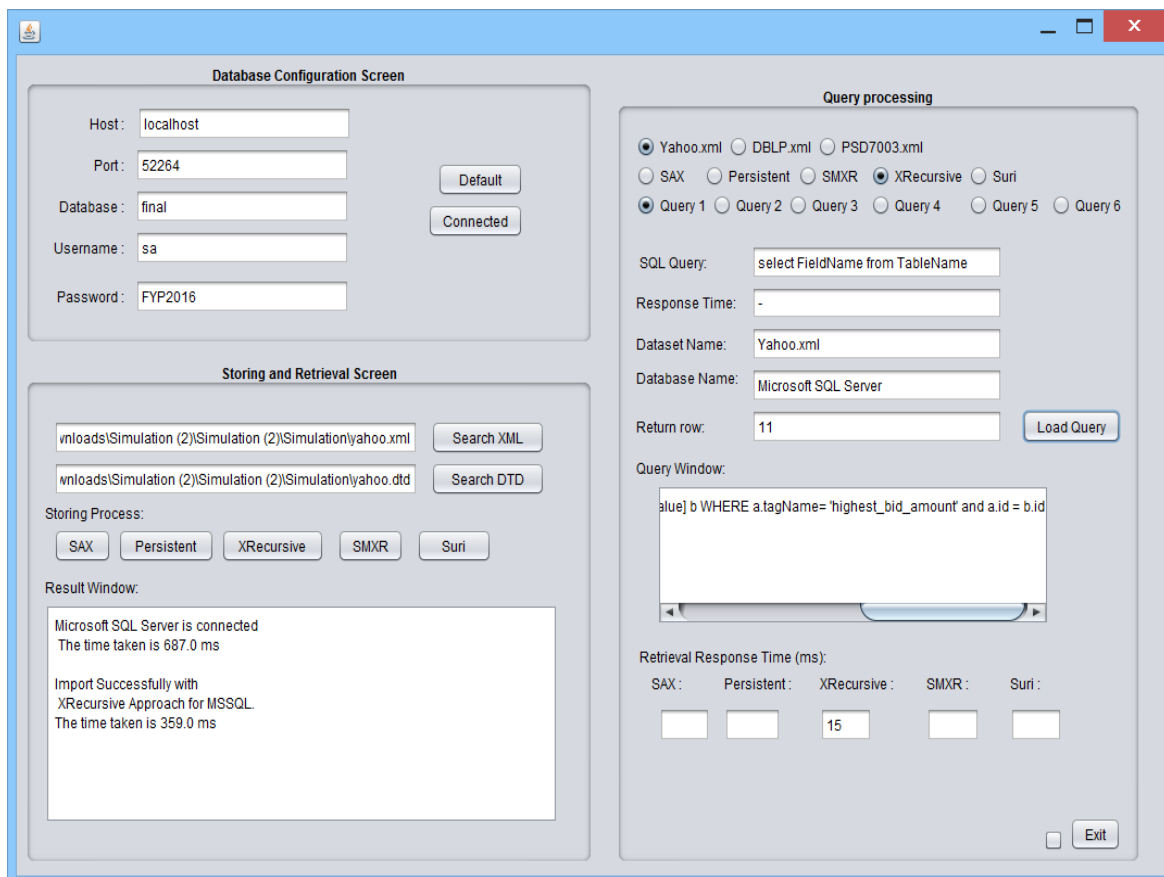 Database Configuration Screen
Host :
localhost
Port :
52264
Database :
final
Username :
sa
Password :
FYP2016
Default
Connected
Storing and Retrieval Screen
wnloads\Simulation (2)\Simulation (2)\Simulation\yahoo.xml
Search XML
wnloads\Simulation (2)\Simulation (2)\Simulation\yahoo.dtd
Search DTD
Storing Process:
SAX Persistent XRecursive SMXR Suri
Result Window:
Microsoft SQL Server is connected
The time taken is 687.0 ms
Import Successfully with
XRecursive Approach for MSSQL.
The time taken is 359.0 ms
Query processing
Yahoo.xml DBLP.xml PSD7003.xml
SAX Persistent SMXR XRecursive Suri
Query 1 Query 2 Query 3 Query 4 Query 5 Query 6
SQL Query:
select FieldName from TableName
Response Time:
-
Dataset Name:
Yahoo.xml
Database Name:
Microsoft SQL Server
Return row:
11
Load Query
Query Window:
alue] b WHERE a.tagName= 'highest_bid_amount' and a.id = b.id
Retrieval Response Time (ms):
SAX : Persistent : XRecursive : SMXR : Suri :
15
Exit